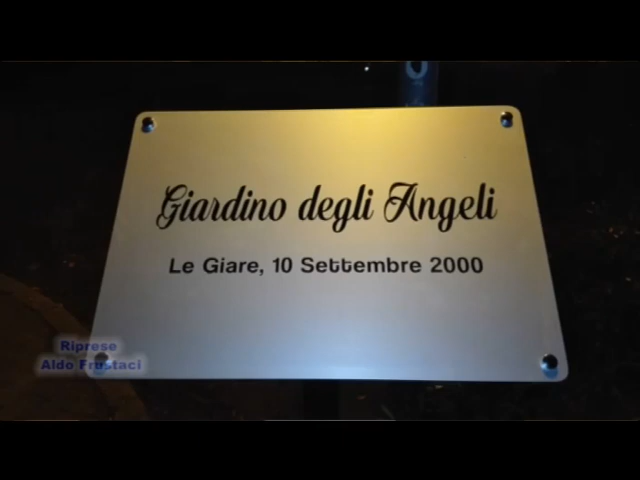 Giardino degli Angeli
Le Giare, 10 Settembre 2000
Riprese
Aldo Frustaci